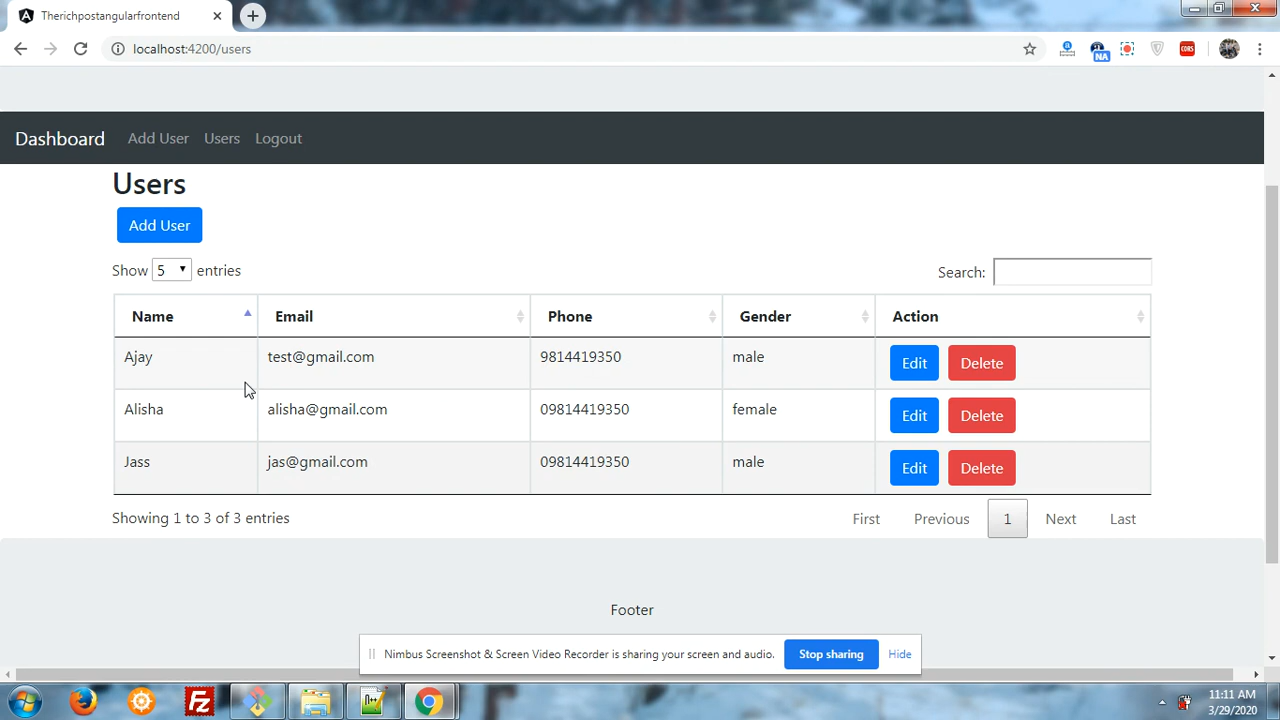 Therichpostangularfrontend
localhost:4200/users
NA
CORS
Dashboard Add User Users Logout
Users
Add User
Show 5 entries
Search:
Name Email Phone Gender Action
Ajay test@gmail.com 9814419350 male Edit Delete
Alisha alisha@gmail.com 09814419350 female Edit Delete
Jass jas@gmail.com 09814419350 male Edit Delete
Showing 1 to 3 of 3 entries
First Previous 1 Next Last
Footer
Nimbus Screenshot & Screen Video Recorder is sharing your screen and audio. Stop sharing Hide
11:11 AM
3/29/2020